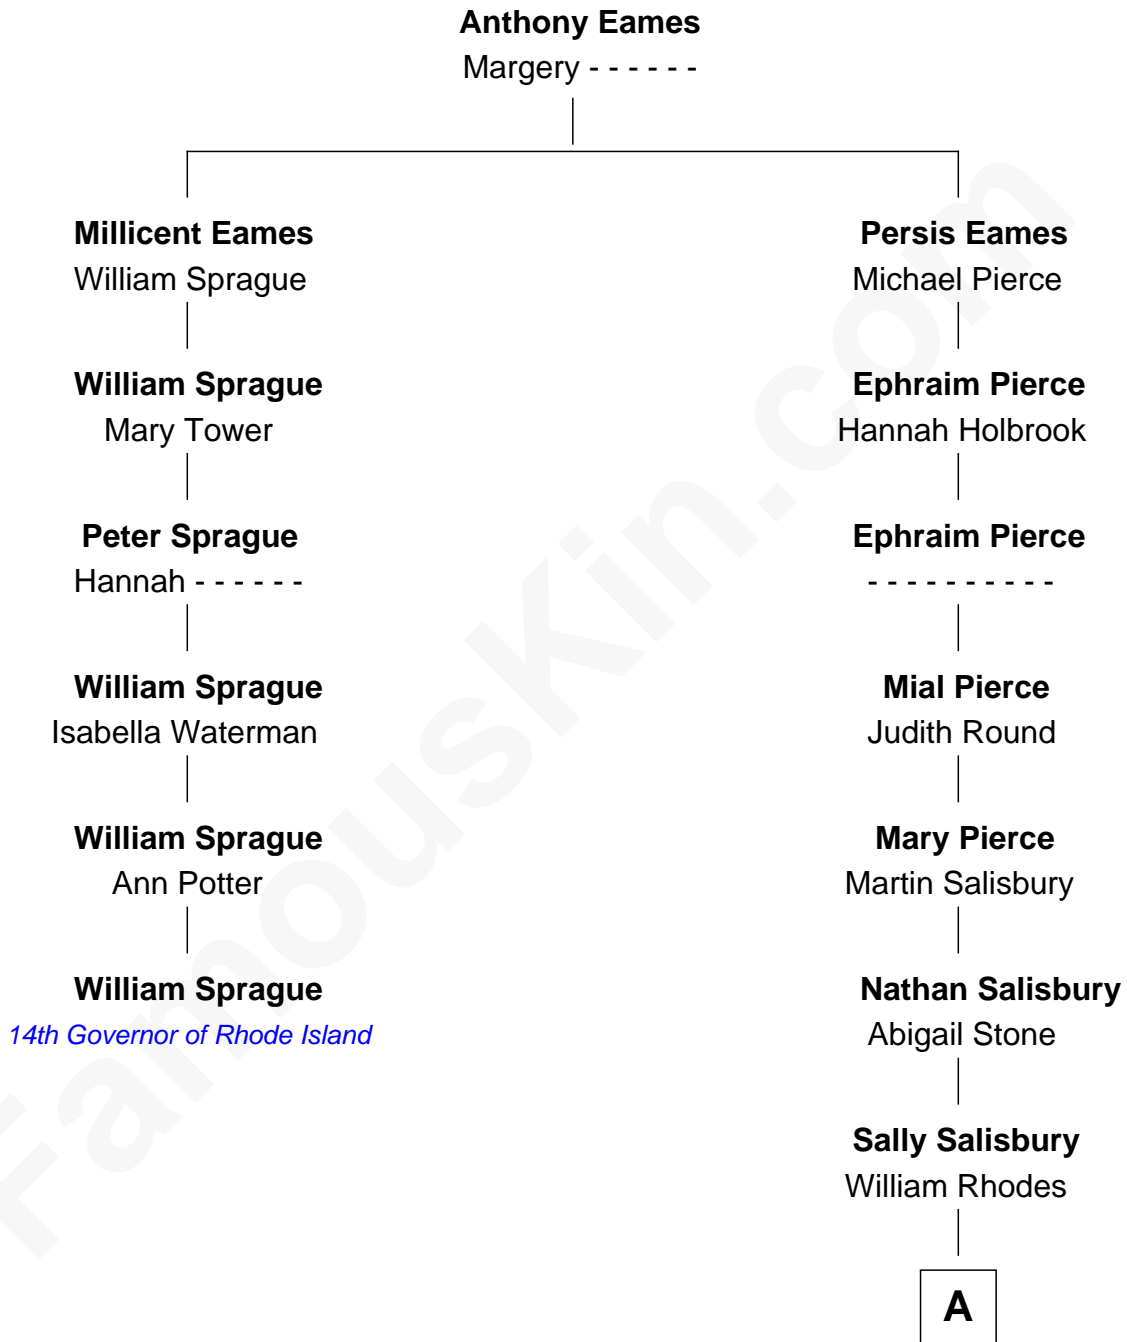 Anthony Eames
Margery - - - - - -
Millicent Eames
William Sprague
Persis Eames
Michael Pierce
William Sprague
Mary Tower
Ephraim Pierce
Hannah Holbrook
Peter Sprague
Hannah - - - - - -
Ephraim Pierce
- - - - - - - - - -
William Sprague
Isabella Waterman
Mial Pierce
Judith Round
William Sprague
Ann Potter
Mary Pierce
Martin Salisbury
William Sprague
14th Governor of Rhode Island
Nathan Salisbury
Abigail Stone
Sally Salisbury
William Rhodes
A
FamousKin.com